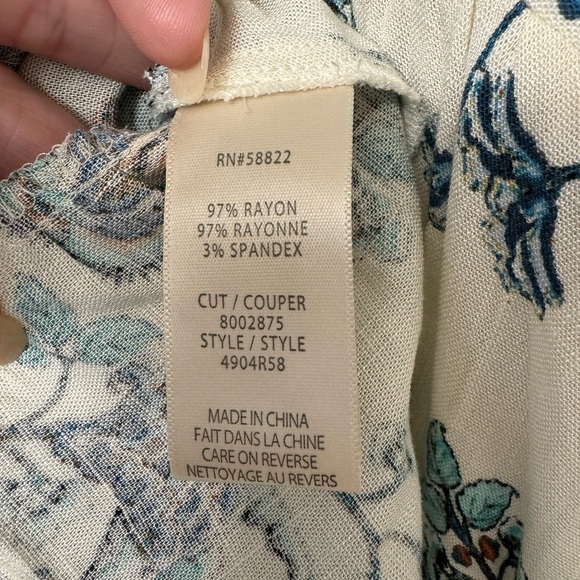 RN#58822
97% RAYON
97% RAYONNE
3% SPANDEX
CUT / COUPER
8002875
STYLE / STYLE
4904R58
MADE IN CHINA
FAIT DANS LA CHINE
CARE ON REVERSE
NETTOYAGE AU REVERS